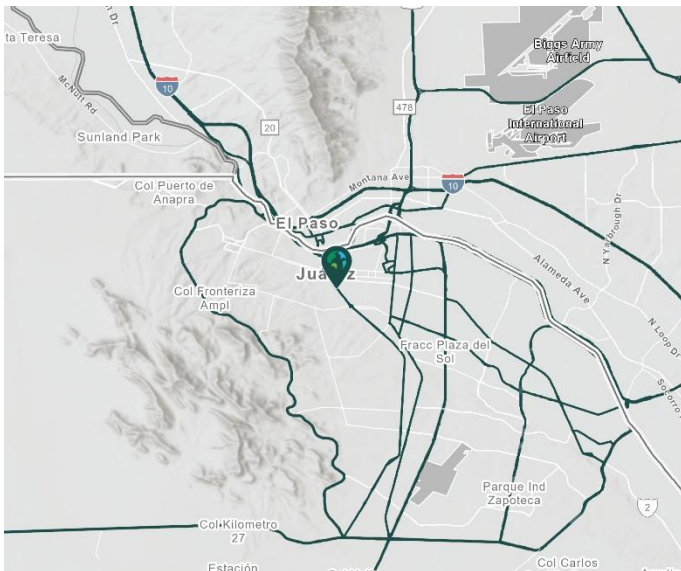 Biggs Army
Airfield
ta Teresa
McNutt Rd
10
478
El Paso
International
Airport
20
Sunland Park
Montana Ave
10
Col Puerto de
Anapra
N Yarbrough Dr
El Paso
Alameda Ave
Col Fronteriza
Ampl
Fracc Plaza del
Sol
N Loop Dr
Socorro
Parque Ind
Zapoteca
2
Col Kilometro
27
Estación
Col Carlos